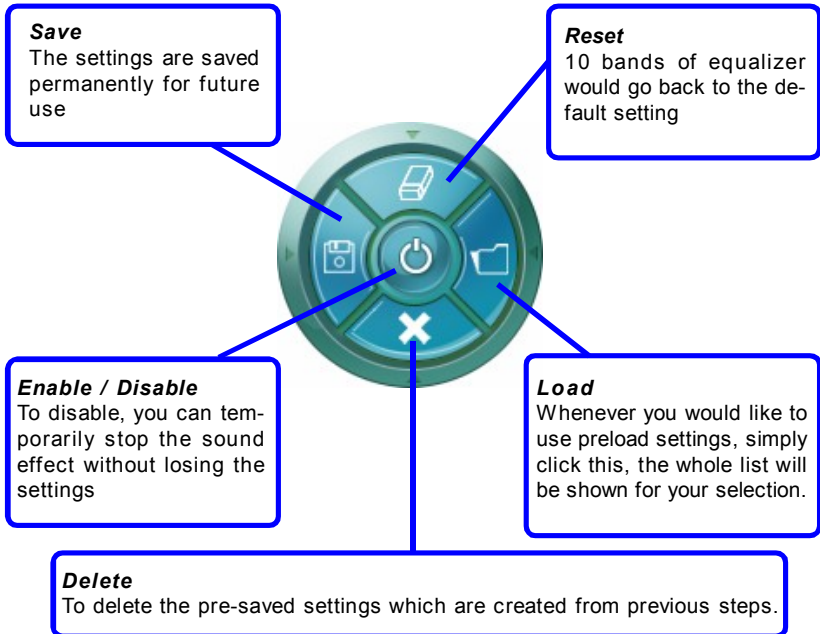 Save
The settings are saved
permanently for future
use
Reset
10 bands of equalizer
would go back to the de-
fault setting
Enable / Disable
To disable, you can tem-
porarily stop the sound
effect without losing the
settings
Load
Whenever you would like to
use preload settings, simply
click this, the whole list will
be shown for your selection.
Delete
To delete the pre-saved settings which are created from previous steps.